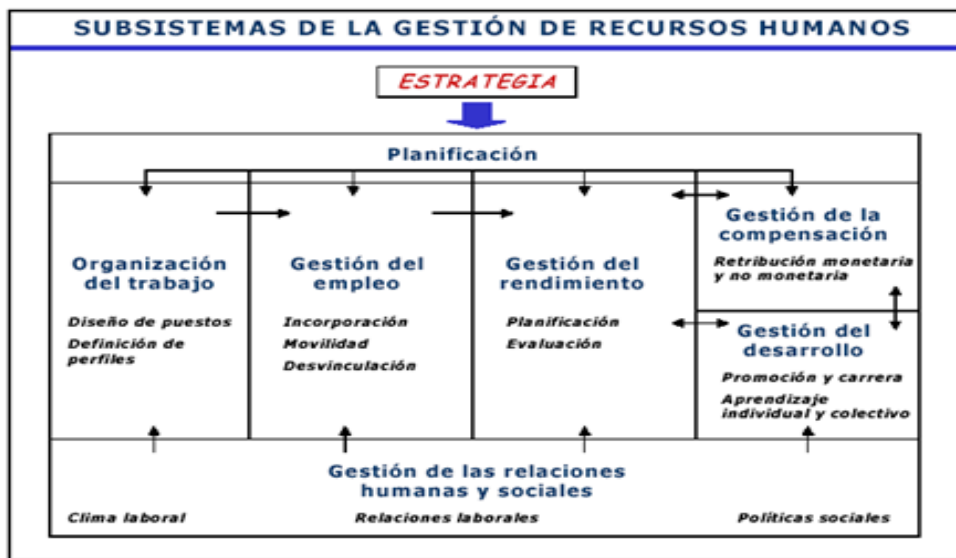 SUBSISTEMAS DE LA GESTIÓN DE RECURSOS HUMANOS
ESTRATEGIA
Planificación
Organización
del trabajo
Diseño de puestos
Definición de
perfiles
Gestión del
empleo
Incorporación
Movilidad
Desvinculación
Gestión del
rendimiento
Planificación
Evaluación
Gestión de la
compensación
Retribución monetaria
y no monetaria
Gestión del
desarrollo
Promoción y carrera
Aprendizaje
individual y colectivo
Gestión de las relaciones
humanas y sociales
Clima laboral
Relaciones laborales
Políticas sociales